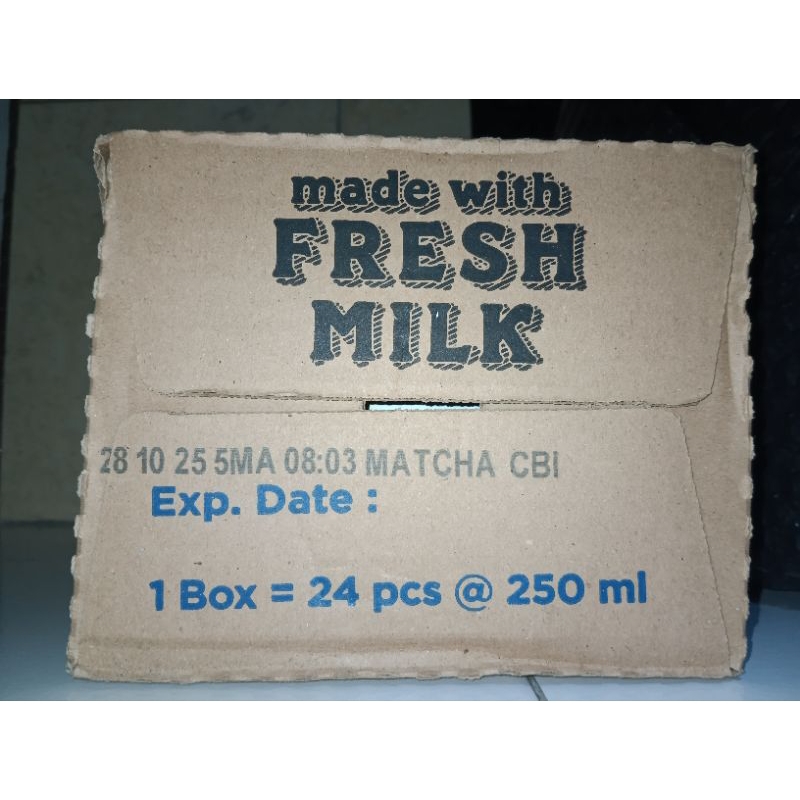 made with
FRESH
MILK
28 10 25 5MA 08:03 MATCHA CBI
Exp. Date :
1 Box = 24 pcs @ 250 ml